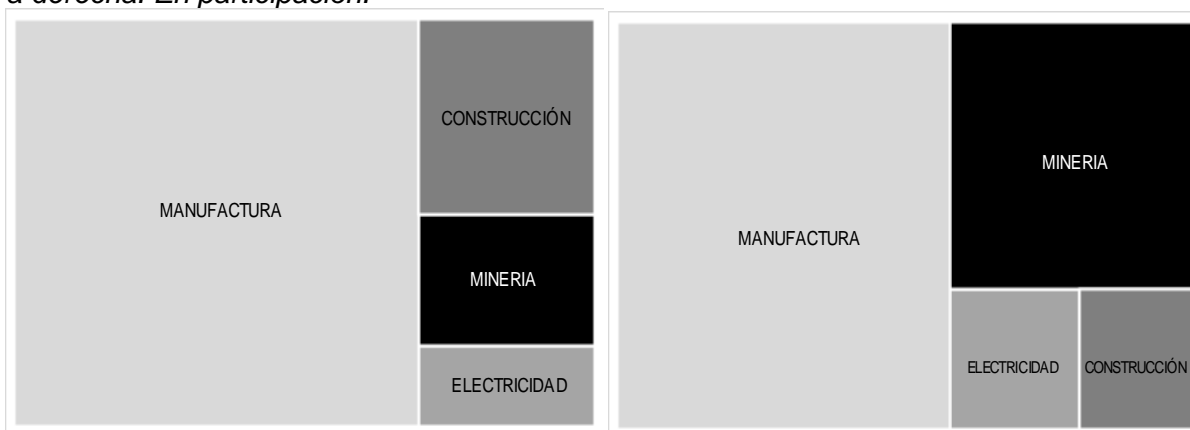 a derecha. En participación.
MANUFACTURA
CONSTRUCCIÓN
MINERIA
ELECTRICIDAD
MANUFACTURA
MINERIA
ELECTRICIDAD
CONSTRUCCIÓN